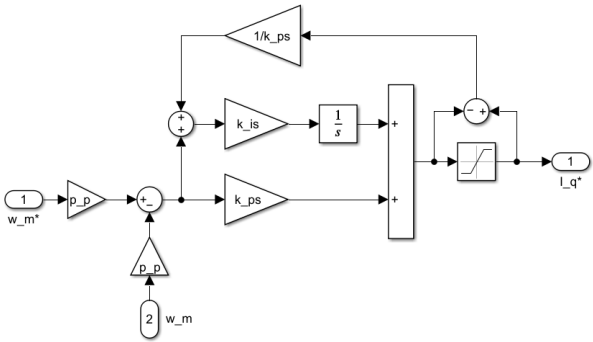 1/k_ps
+
+
k_is
1
s
+
− +
1
I_q*
1
w_m*
p_p
+
−
k_ps
+
p_p
2
w_m